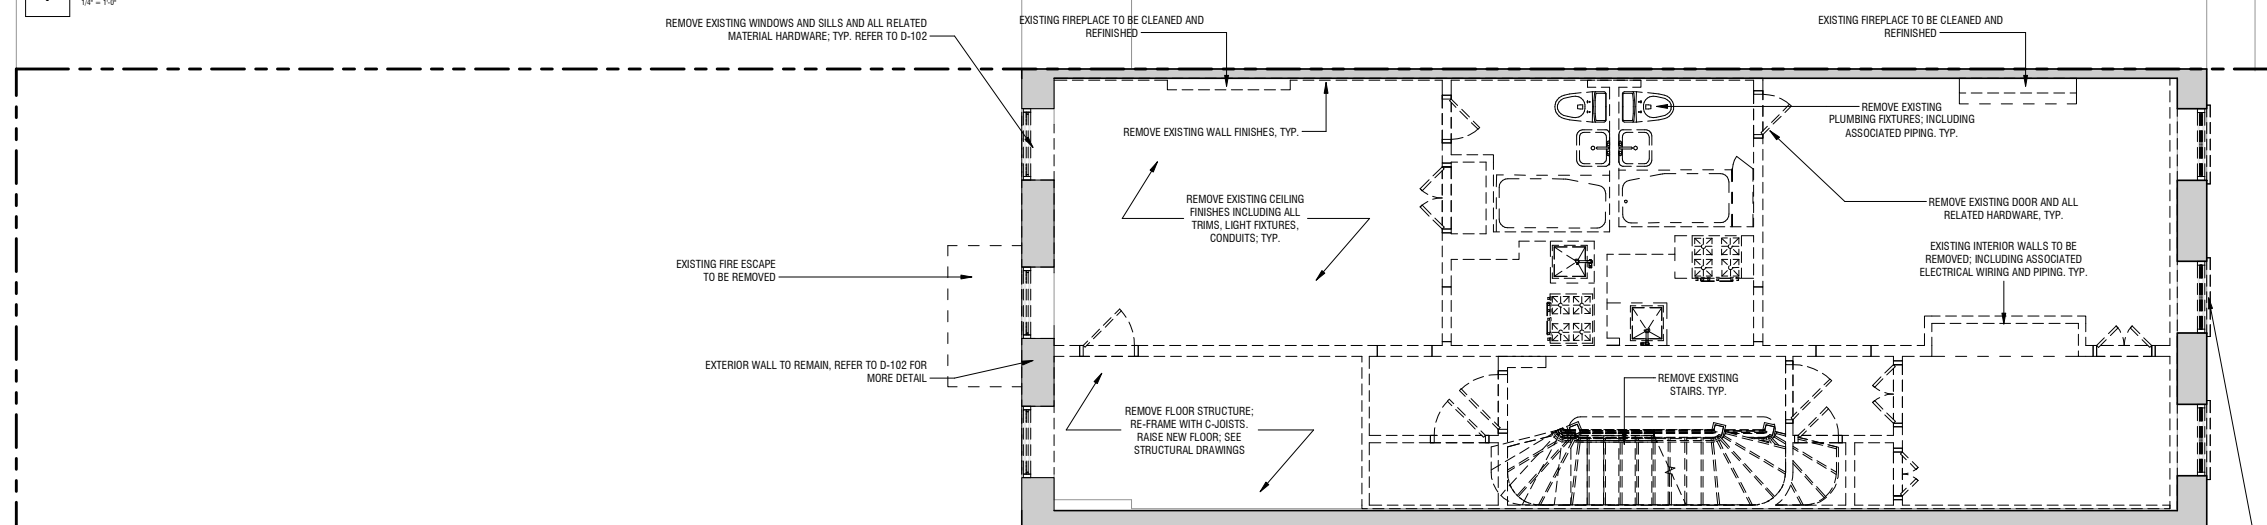 1/4" = 1'-0"
REMOVE EXISTING WINDOWS AND SILLS AND ALL RELATED
MATERIAL HARDWARE; TYP. REFER TO D-102
EXISTING FIREPLACE TO BE CLEANED AND
REFINISHED
EXISTING FIREPLACE TO BE CLEANED AND
REFINISHED
REMOVE EXISTING WALL FINISHES, TYP.
REMOVE EXISTING
PLUMBING FIXTURES; INCLUDING
ASSOCIATED PIPING. TYP.
REMOVE EXISTING CEILING
FINISHES INCLUDING ALL
TRIMS, LIGHT FIXTURES,
CONDUITS; TYP.
REMOVE EXISTING DOOR AND ALL
RELATED HARDWARE, TYP.
EXISTING INTERIOR WALLS TO BE
REMOVED; INCLUDING ASSOCIATED
ELECTRICAL WIRING AND PIPING. TYP.
EXISTING FIRE ESCAPE
TO BE REMOVED
EXTERIOR WALL TO REMAIN, REFER TO D-102 FOR
MORE DETAIL
REMOVE EXISTING
STAIRS. TYP.
REMOVE FLOOR STRUCTURE;
RE-FRAME WITH C-JOISTS.
RAISE NEW FLOOR; SEE
STRUCTURAL DRAWINGS